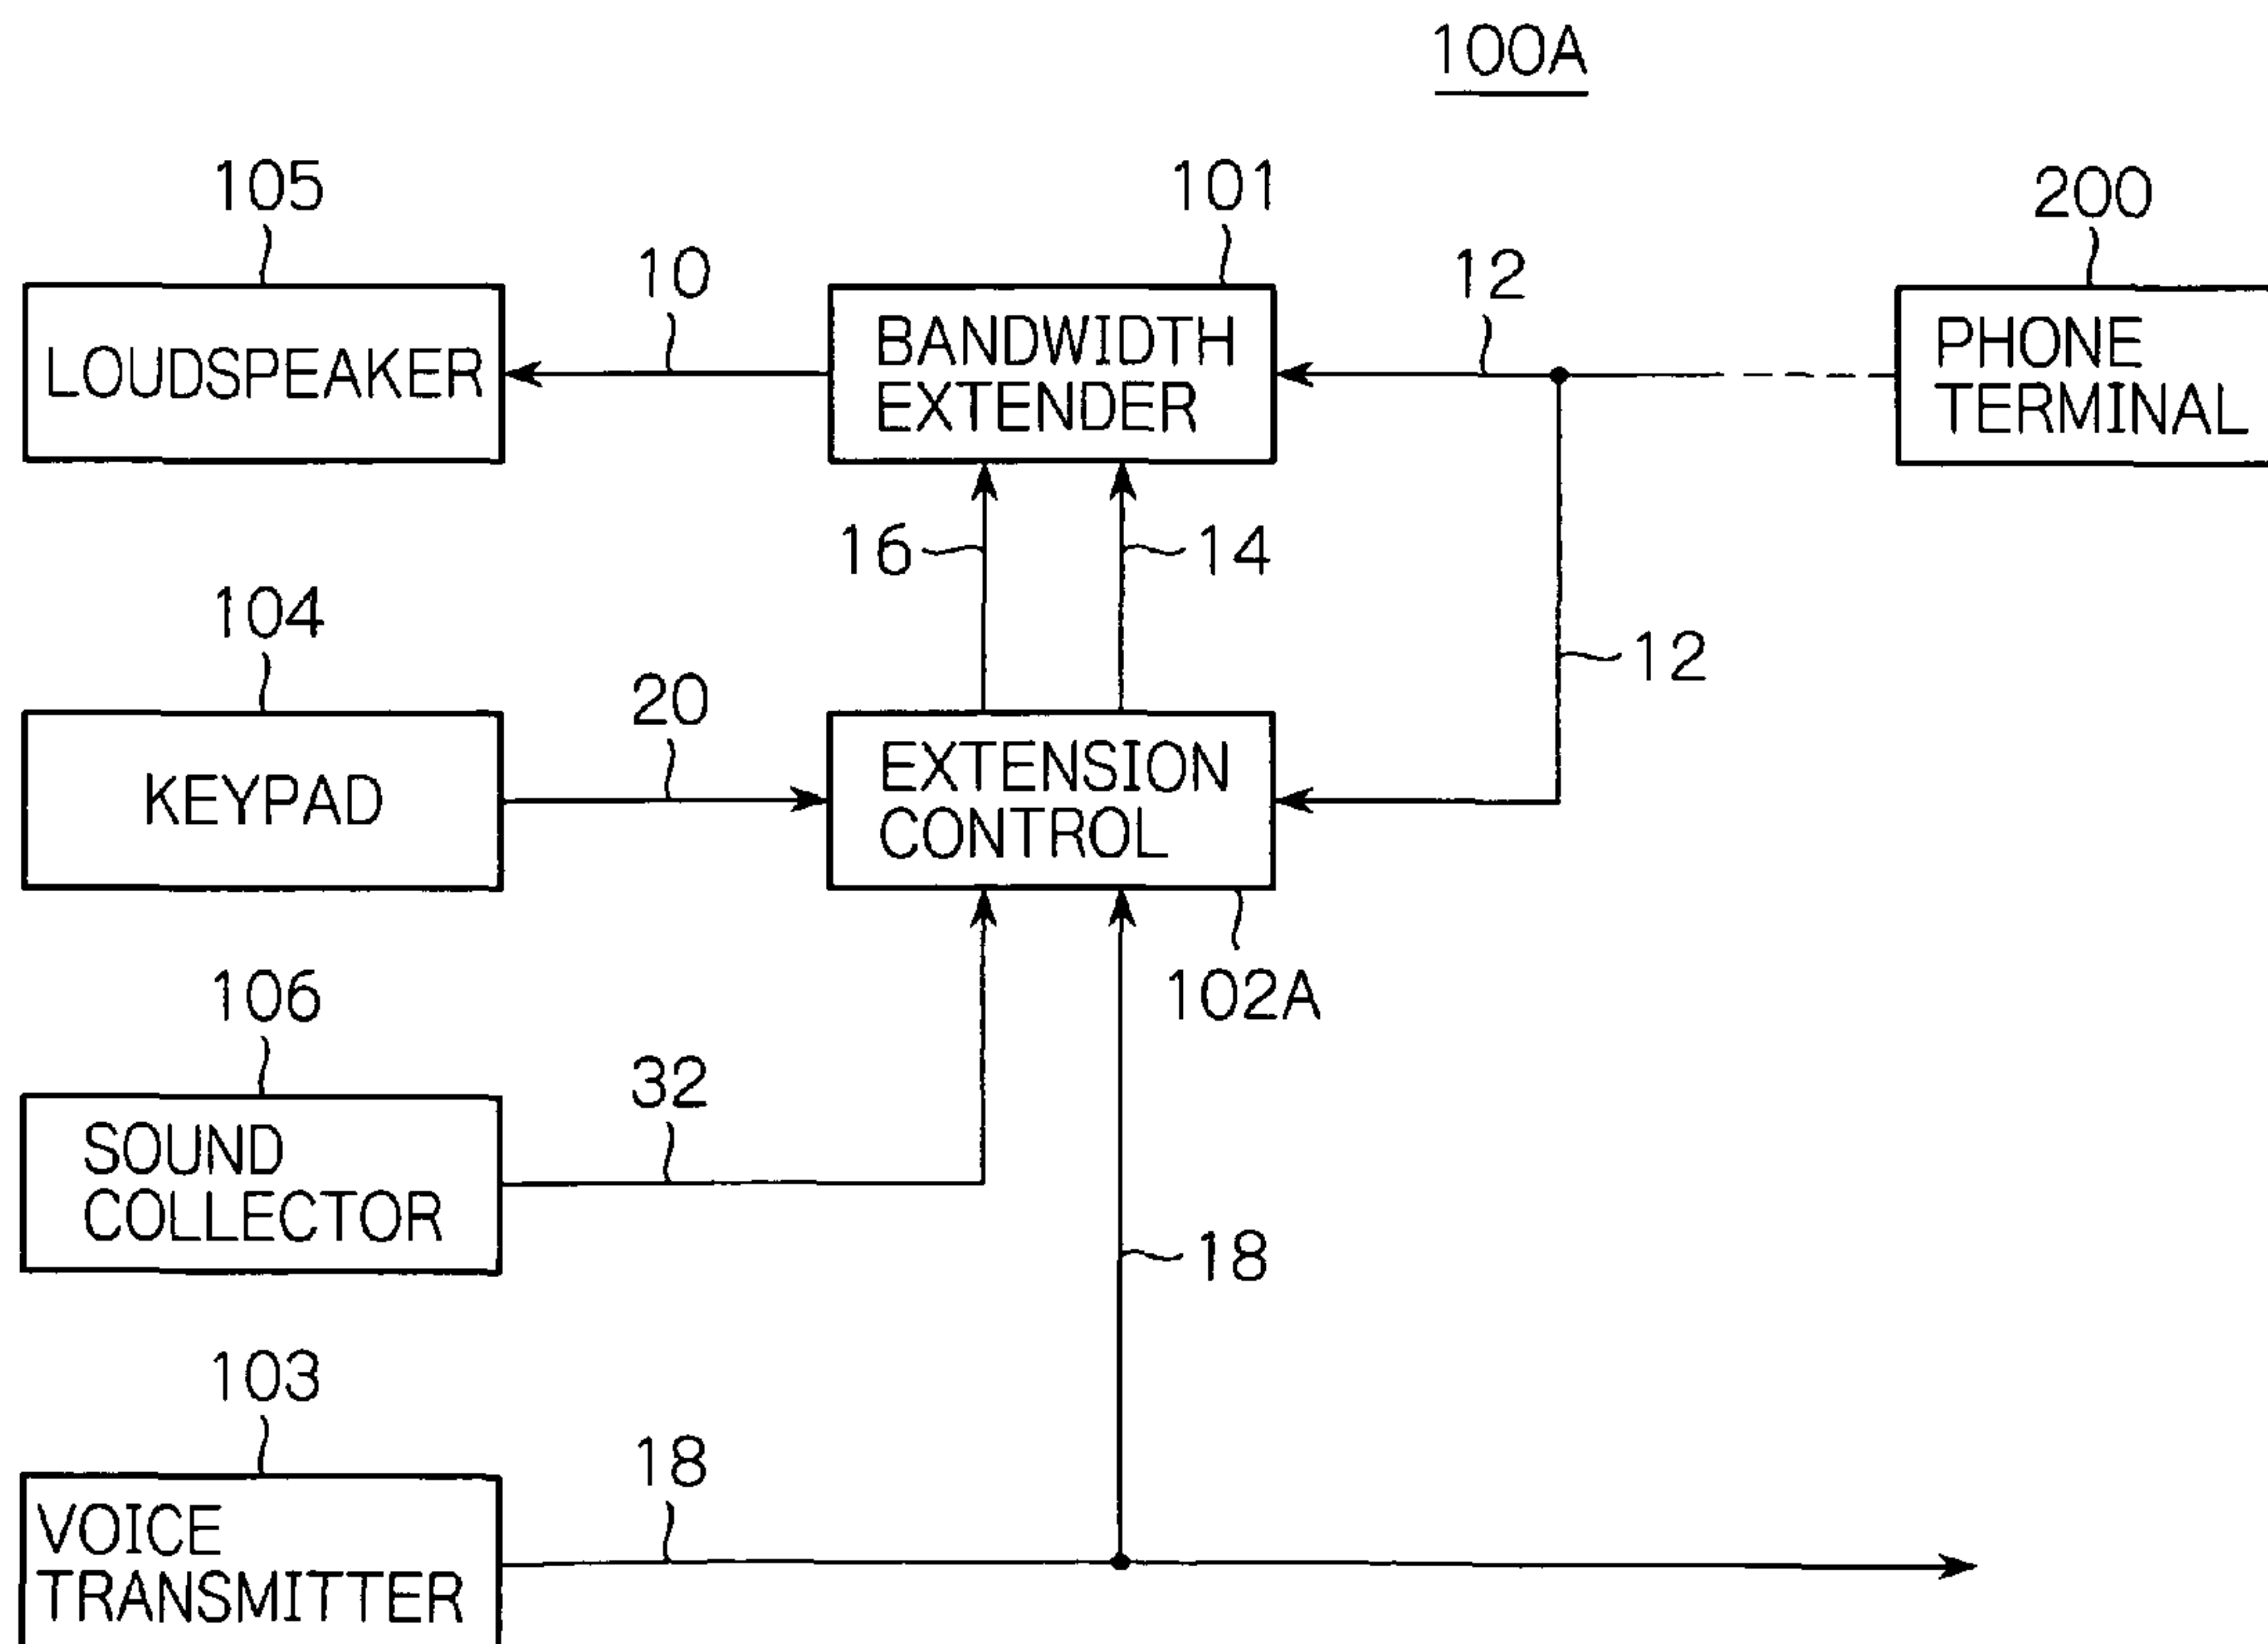 100A
105
101
200
10
12
LOUDSPEAKER
BANDWIDTH
EXTENDER
PHONE
TERMINAL
16
14
104
12
20
KEYPAD
EXTENSION
CONTROL
106
102A
32
SOUND
COLLECTOR
18
103
18
VOICE
TRANSMITTER